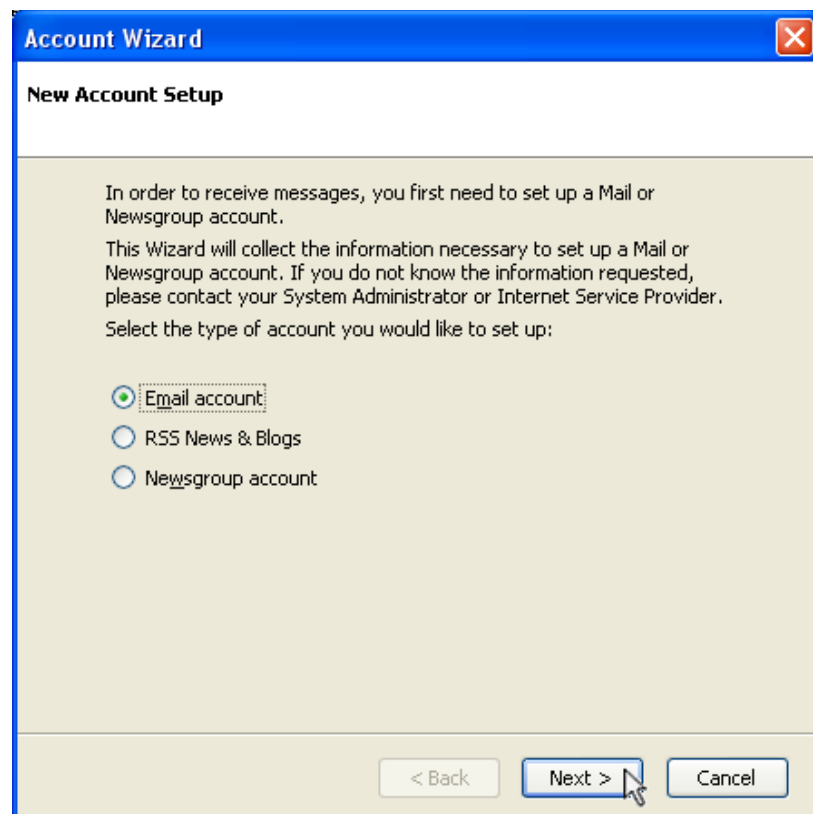 Account Wizard
New Account Setup
In order to receive messages, you first need to set up a Mail or
Newsgroup account.
This Wizard will collect the information necessary to set up a Mail or
Newsgroup account. If you do not know the information requested,
please contact your System Administrator or Internet Service Provider.
Select the type of account you would like to set up:
Email account
RSS News & Blogs
Newsgroup account
< Back Next > Cancel